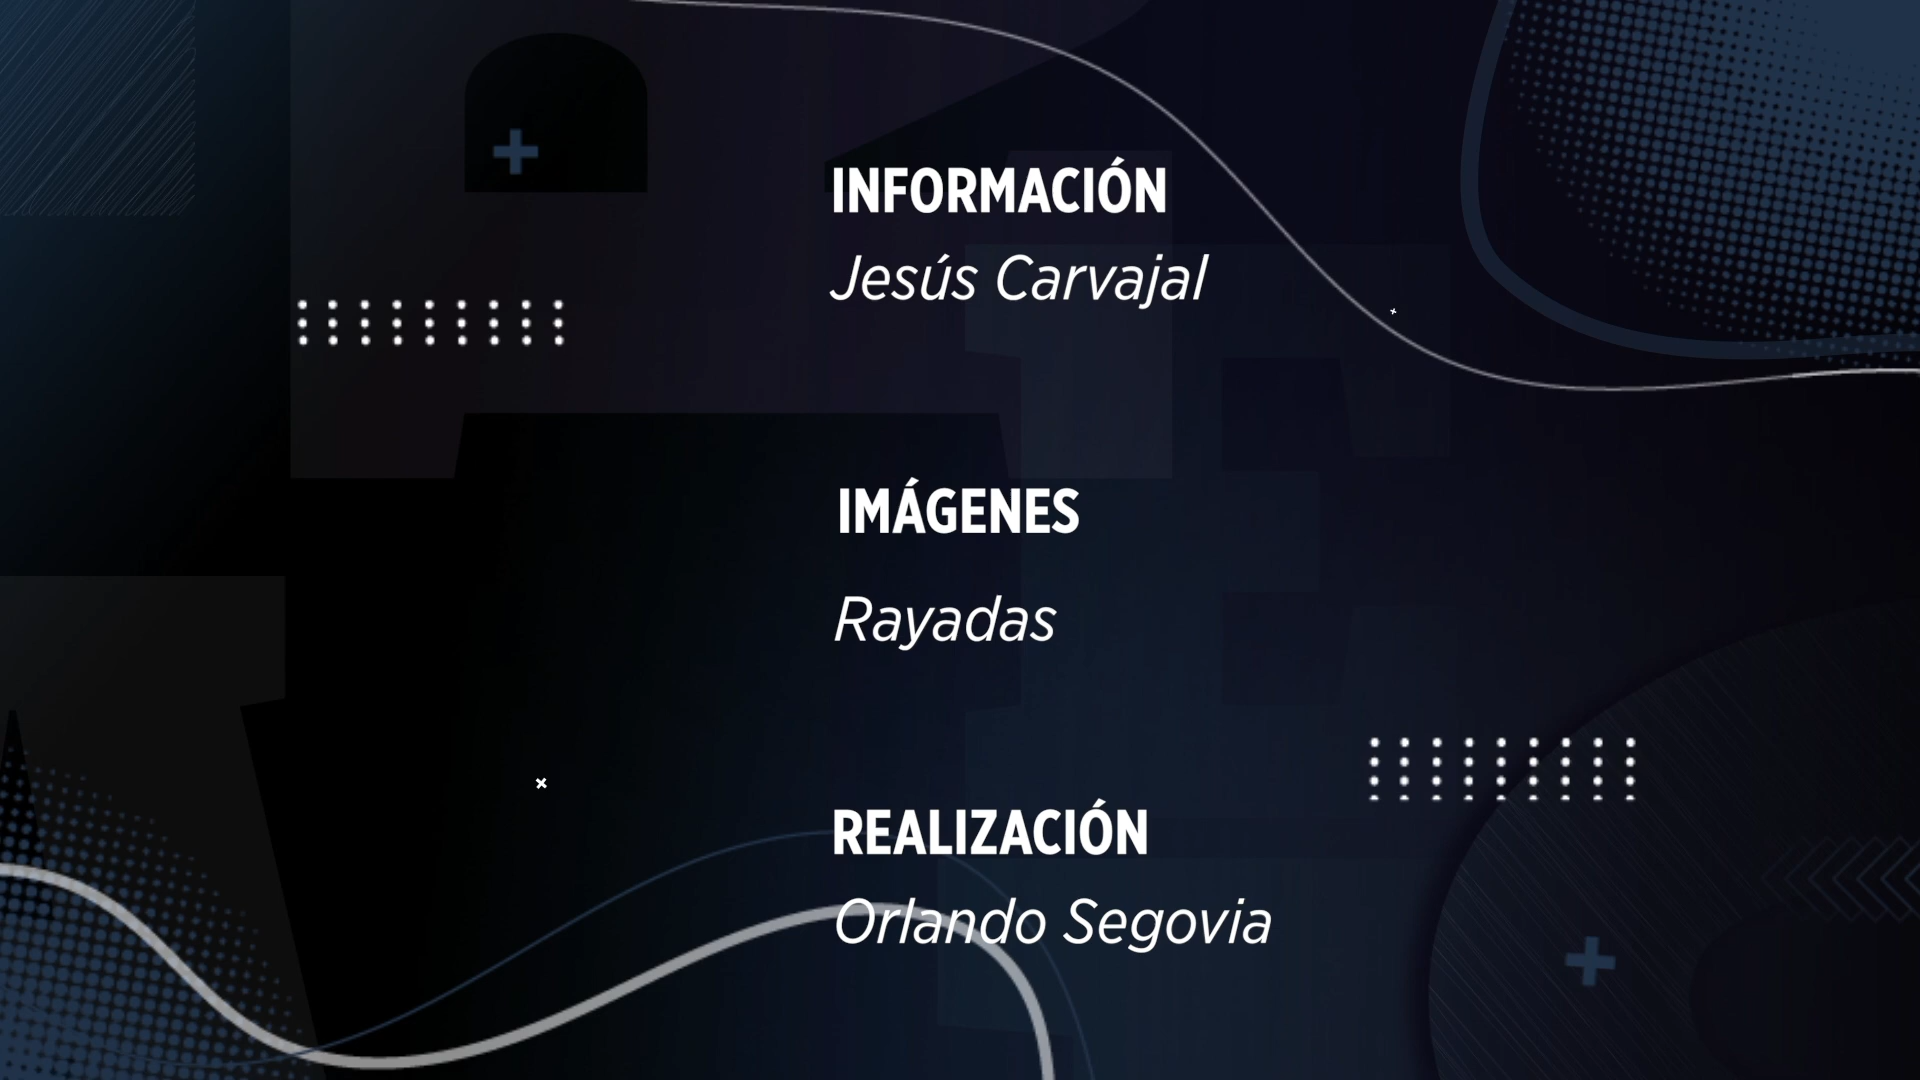 INFORMACIÓN
Jesús Carvajal
IMÁGENES
Rayadas
REALIZACIÓN
Orlando Segovia